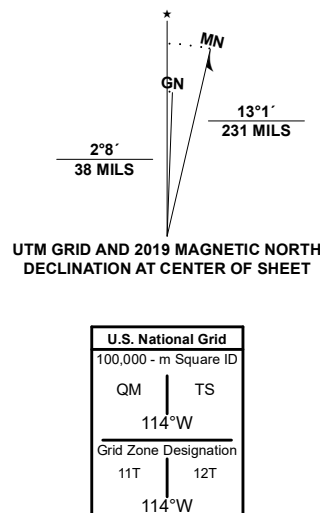 ★
MN
GN
13°1´
231 MILS
2°8´
38 MILS
UTM GRID AND 2019 MAGNETIC NORTH
DECLINATION AT CENTER OF SHEET
U.S. National Grid
100,000 - m Square ID
QM TS
114°W
Grid Zone Designation
11T 12T
114°W